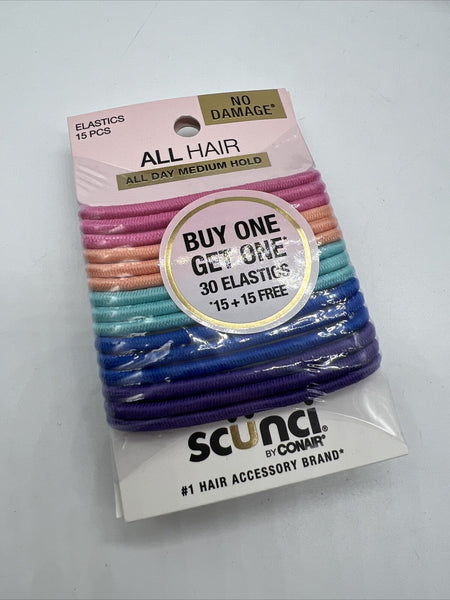 ELASTICS
15 PCS
NO
DAMAGE*
ALL HAIR
ALL DAY MEDIUM HOLD
BUY ONE
GET ONE*
30 ELASTICS
*15 + 15 FREE
scünci®
BY CONAIR®
#1 HAIR ACCESSORY BRAND*